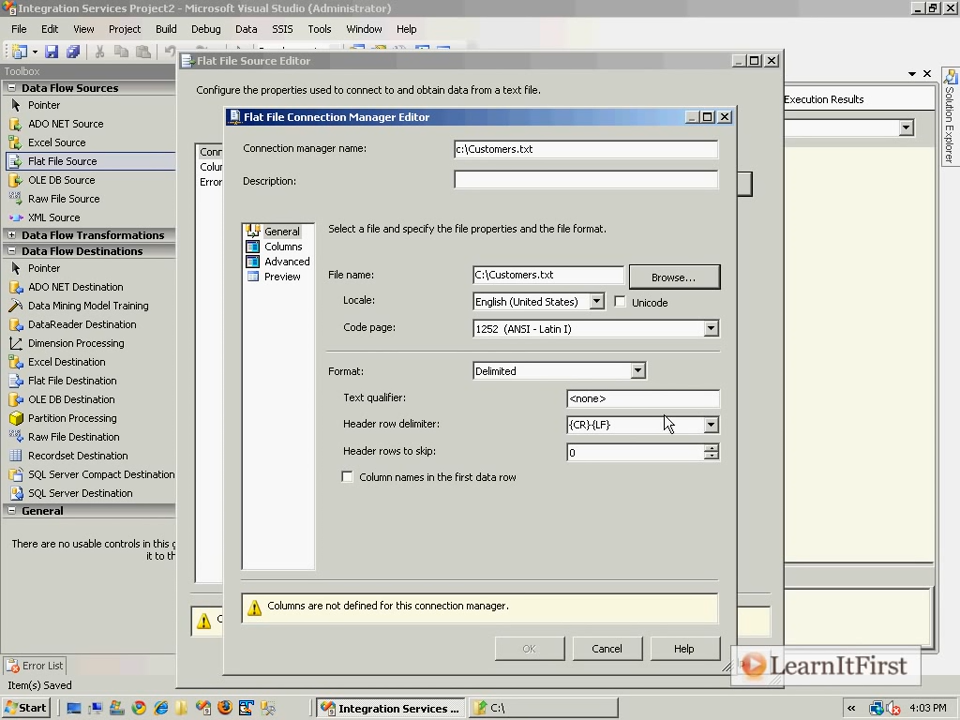 Integration Services Project2 - Microsoft Visual Studio (Administrator)
File Edit View Project Build Debug Data SSIS Tools Window Help
Toolbox
Data Flow Sources
Pointer
ADO NET Source
Excel Source
Flat File Source
OLE DB Source
Raw File Source
XML Source
Data Flow Transformations
Data Flow Destinations
Pointer
ADO NET Destination
Data Mining Model Training
DataReader Destination
Dimension Processing
Excel Destination
Flat File Destination
OLE DB Destination
Partition Processing
Raw File Destination
Recordset Destination
SQL Server Compact Destination
SQL Server Destination
General
There are no usable controls in this g
it to th
Error List
Item(s) Saved
Flat File Source Editor
Configure the properties used to connect to and obtain data from a text file.
Conn
Colur
Error
Flat File Connection Manager Editor
Connection manager name: c:\Customers.txt
Description:
General
Columns
Advanced
Preview
Select a file and specify the file properties and the file format.
File name: C:\Customers.txt Browse...
Locale: English (United States) Unicode
Code page: 1252 (ANSI - Latin I)
Format: Delimited
Text qualifier: <none>
Header row delimiter: {CR}{LF}
Header rows to skip: 0
Column names in the first data row
Columns are not defined for this connection manager.
OK Cancel Help
Execution Results
Solution Explorer
LearnItFirst
Start Integration Services ... C:\ « 4:03 PM